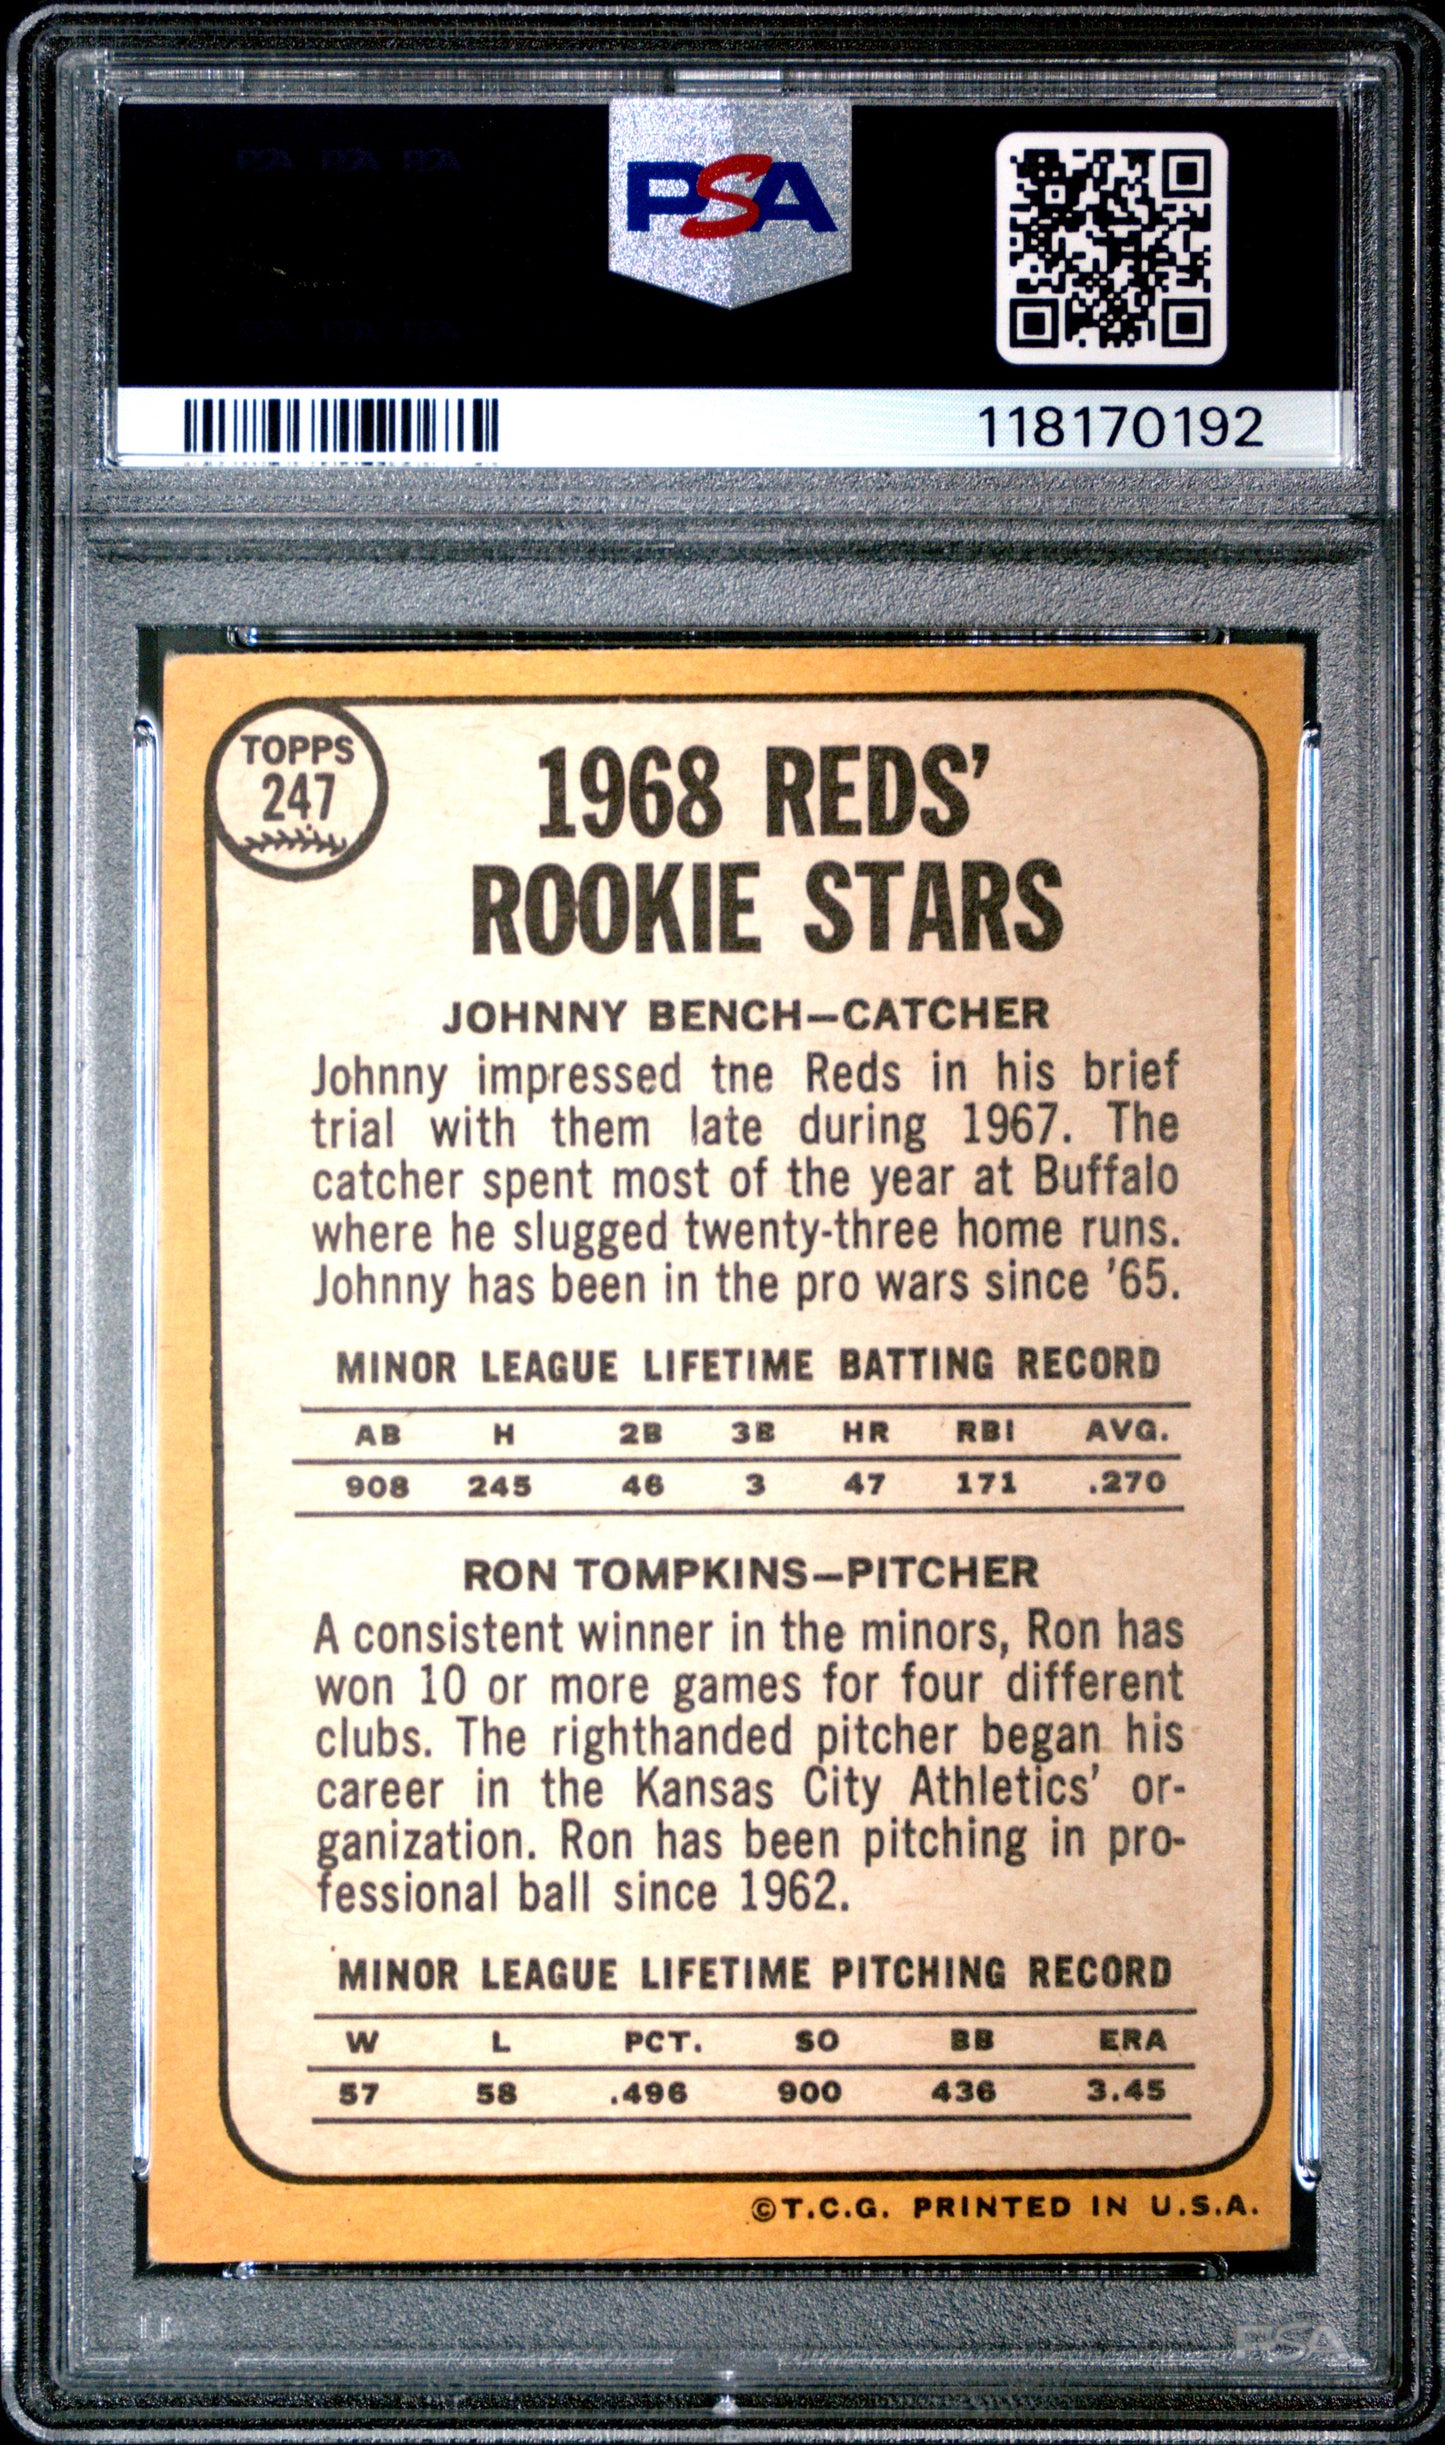 PSA
118170192
TOPPS
247
1968 REDS'
ROOKIE STARS
JOHNNY BENCH—CATCHER
Johnny impressed tne Reds in his brief
trial with them late during 1967. The
catcher spent most of the year at Buffalo
where he slugged twenty-three home runs.
Johnny has been in the pro wars since '65.
MINOR LEAGUE LIFETIME BATTING RECORD
AB H 2B 3B HR RBI AVG.
908 245 46 3 47 171 .270
RON TOMPKINS—PITCHER
A consistent winner in the minors, Ron has
won 10 or more games for four different
clubs. The righthanded pitcher began his
career in the Kansas City Athletics' or-
ganization. Ron has been pitching in pro-
fessional ball since 1962.
MINOR LEAGUE LIFETIME PITCHING RECORD
W L PCT. SO BB ERA
57 58 .496 900 436 3.45
©T.C.G. PRINTED IN U.S.A.
PSA